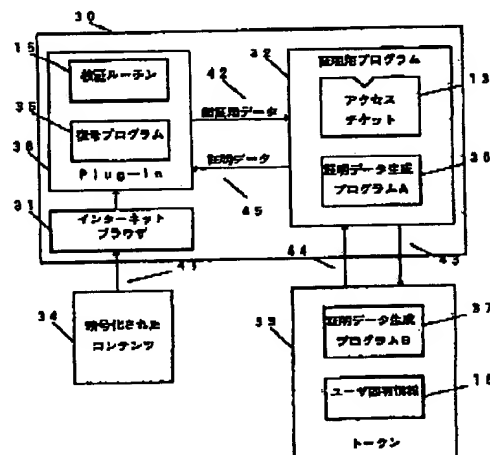 30
15
検証ルーチン
35
復号プログラム
38
Plug-in
31
インターネット
ブラウザ
41
34
暗号化された
コンテンツ
42
認証用データ
証明データ
45
32
証明用プログラム
13
アクセス
チケット
36
証明データ生成
プログラムA
44
43
33
37
証明データ生成
プログラムB
16
ユーザ固有情報
トークン